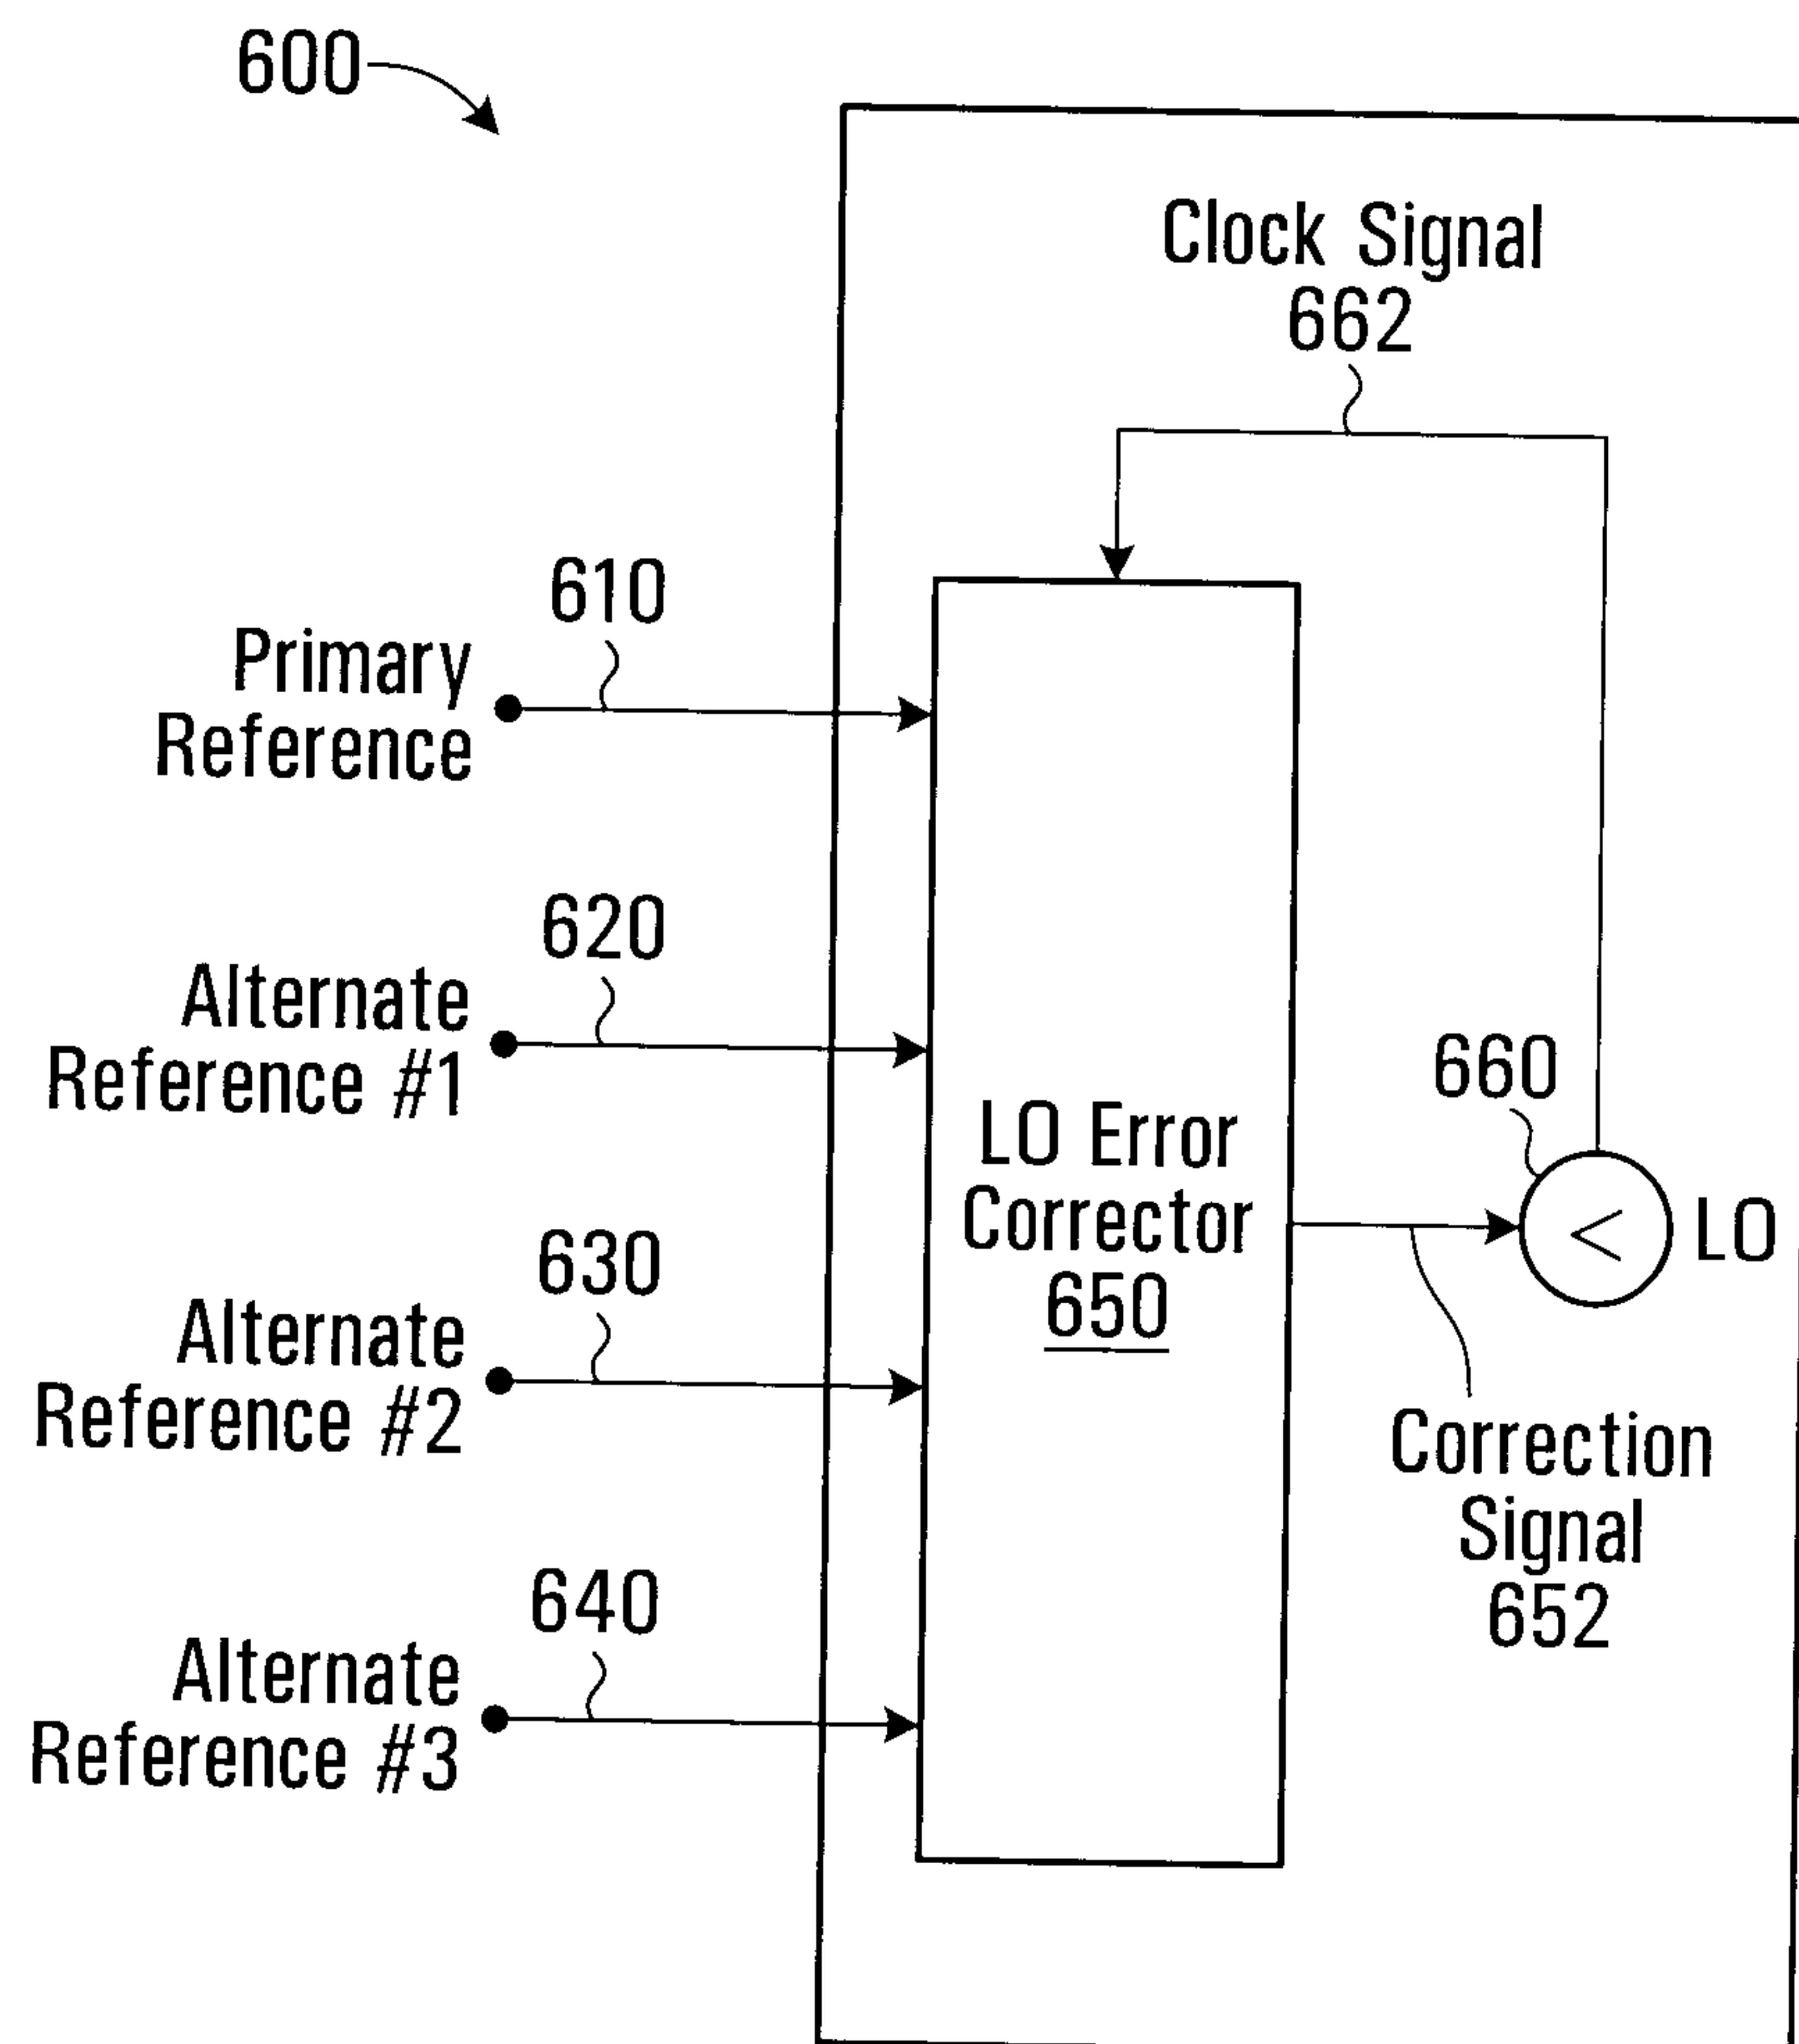 600
Clock Signal
662
610
Primary
Reference
620
Alternate
Reference #1
630
Alternate
Reference #2
640
Alternate
Reference #3
LO Error
Corrector
650
660
<
LO
Correction
Signal
652